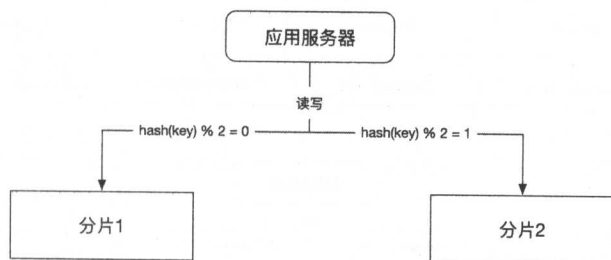 应用服务器
读写
hash(key) % 2 = 0
hash(key) % 2 = 1
分片1
分片2